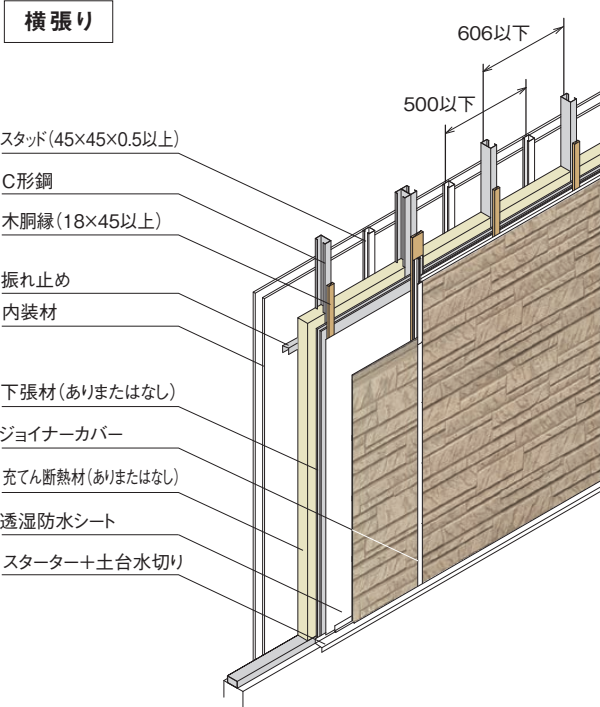 横張り
606以下
500以下
スタッド(45×45×0.5以上)
C形鋼
木胴縁(18×45以上)
振れ止め
内装材
下張材(ありまたはなし)
ジョイナーカバー
充てん断熱材(ありまたはなし)
透湿防水シート
スターター+土台水切り